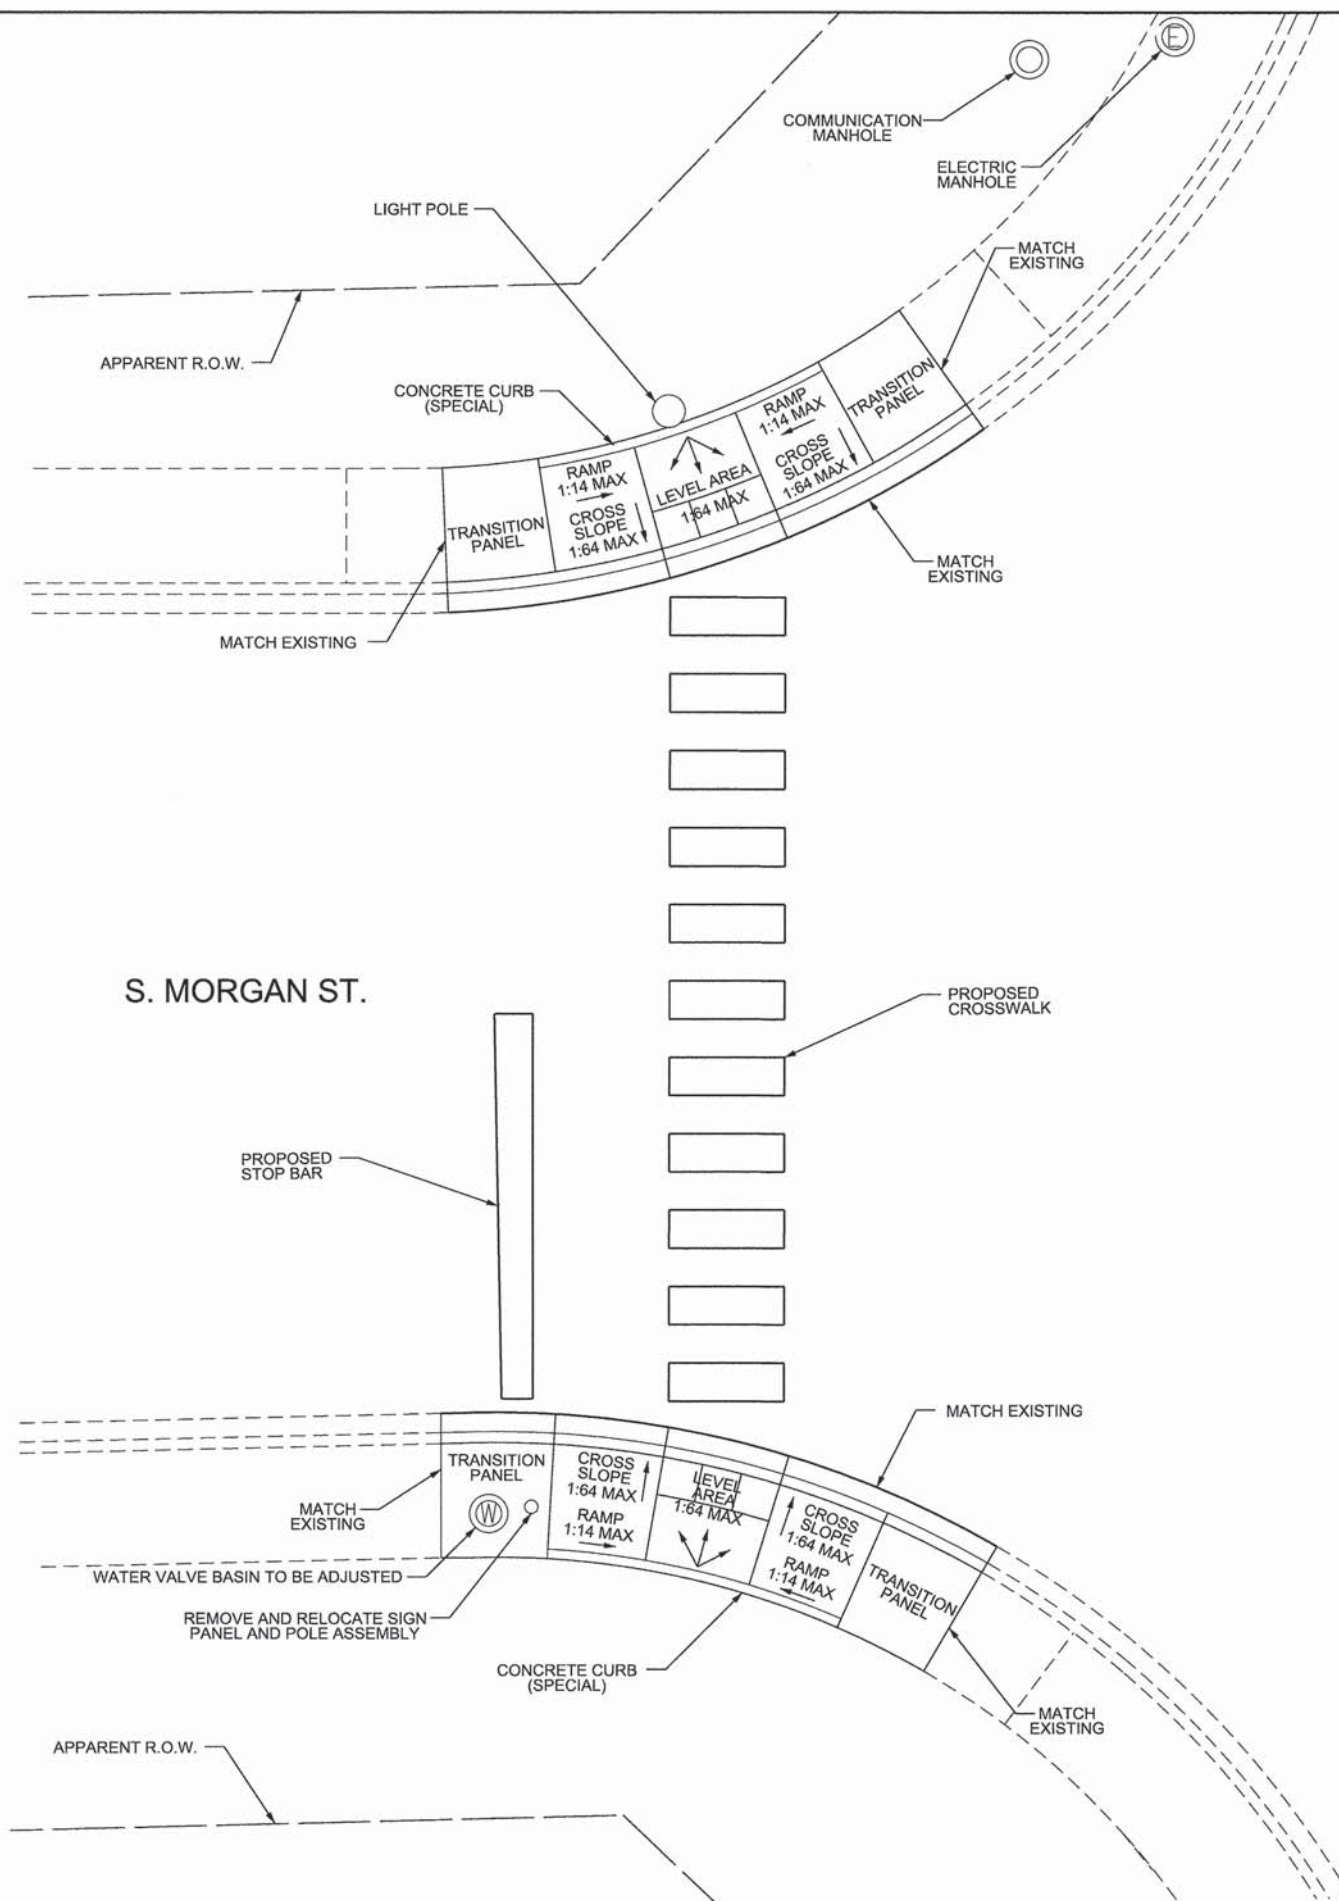 E
COMMUNICATION
MANHOLE
ELECTRIC
MANHOLE
LIGHT POLE
MATCH
EXISTING
APPARENT R.O.W.
CONCRETE CURB
(SPECIAL)
TRANSITION
PANEL
RAMP
1:14 MAX
CROSS
SLOPE
1:64 MAX
LEVEL AREA
1:64 MAX
RAMP
1:14 MAX
CROSS
SLOPE
1:64 MAX
TRANSITION
PANEL
MATCH
EXISTING
MATCH EXISTING
S. MORGAN ST.
PROPOSED
CROSSWALK
PROPOSED
STOP BAR
MATCH EXISTING
TRANSITION
PANEL
W
CROSS
SLOPE
1:64 MAX
RAMP
1:14 MAX
LEVEL
AREA
1:64 MAX
CROSS
SLOPE
1:64 MAX
RAMP
1:14 MAX
TRANSITION
PANEL
MATCH
EXISTING
WATER VALVE BASIN TO BE ADJUSTED
REMOVE AND RELOCATE SIGN
PANEL AND POLE ASSEMBLY
CONCRETE CURB
(SPECIAL)
MATCH
EXISTING
APPARENT R.O.W.